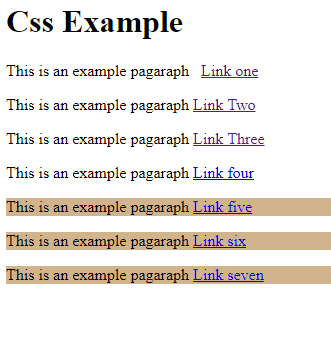 Css Example
This is an example pagaraph Link one
This is an example pagaraph Link Two
This is an example pagaraph Link Three
This is an example pagaraph Link four
This is an example pagaraph Link five
This is an example pagaraph Link six
This is an example pagaraph Link seven